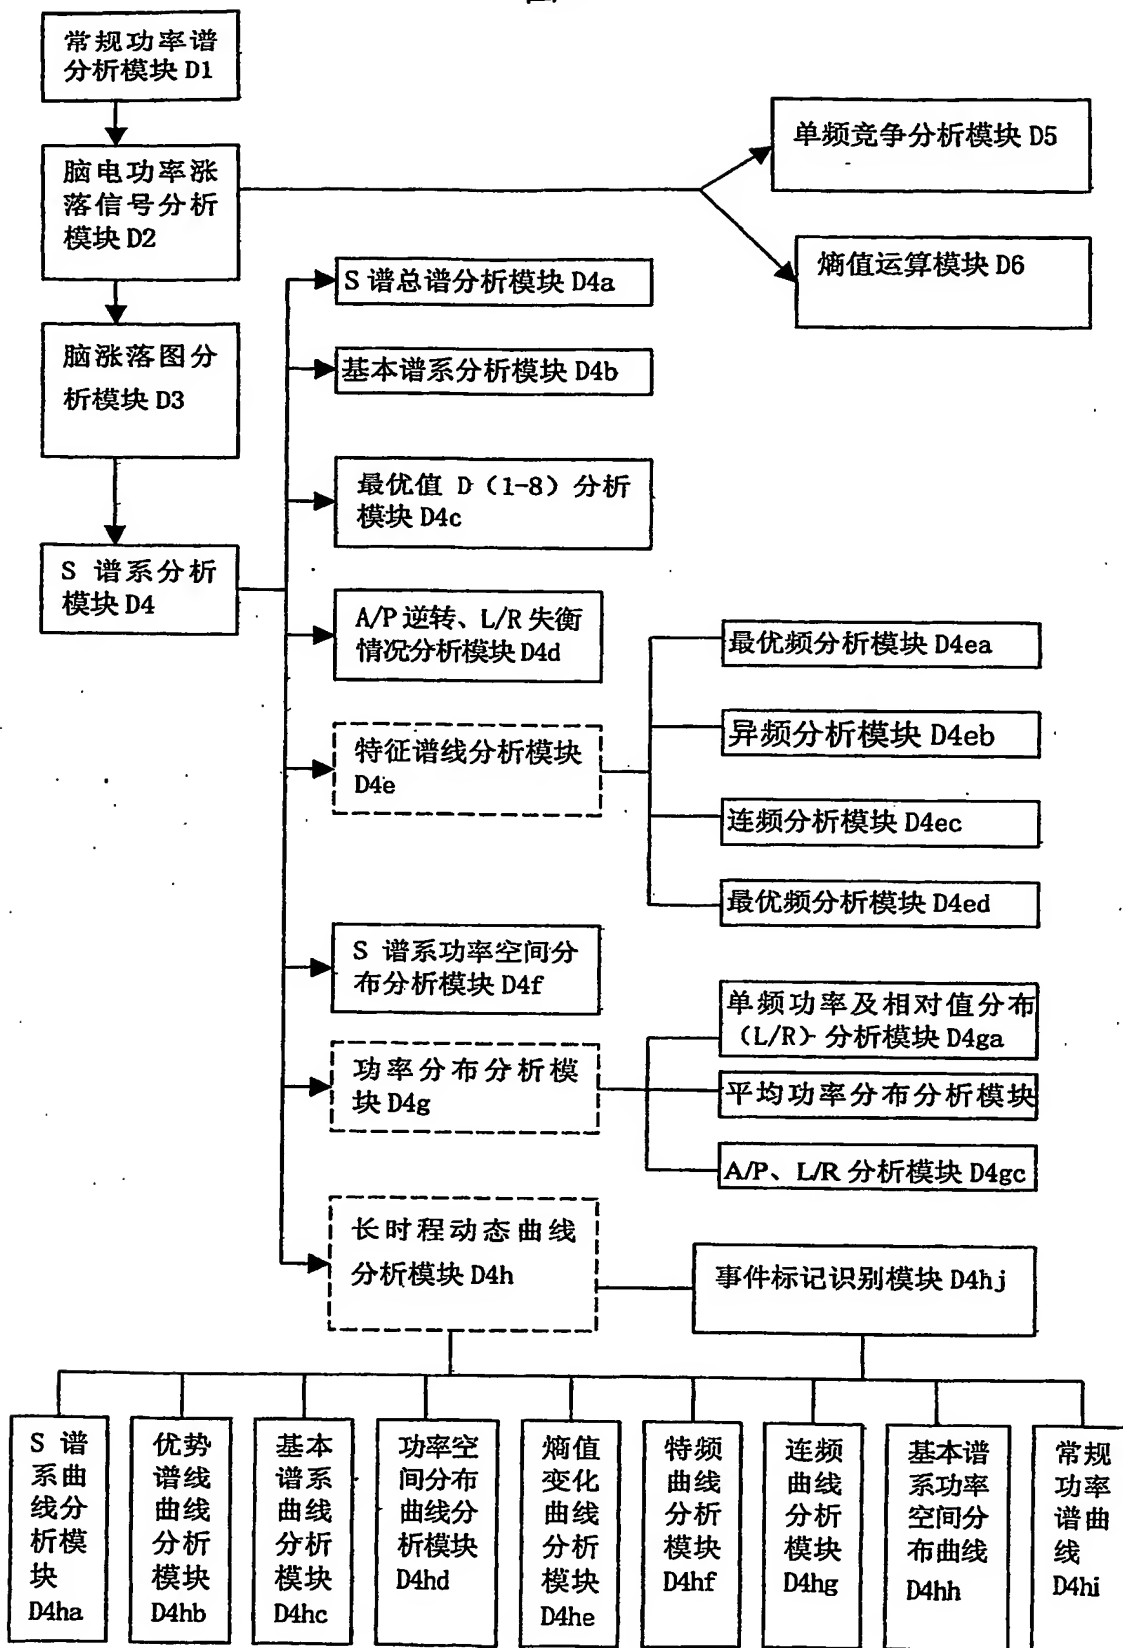 常规功率谱
分析模块 D1
脑电功率涨
落信号分析
模块 D2
单频竞争分析模块 D5
熵值运算模块 D6
S 谱总谱分析模块 D4a
脑涨落图分
析模块 D3
基本谱系分析模块 D4b
最优值 D（1-8）分析
模块 D4c
S 谱系分析
模块 D4
A/P 逆转、L/R 失衡
情况分析模块 D4d
最优频分析模块 D4ea
异频分析模块 D4eb
特征谱线分析模块
D4e
连频分析模块 D4ec
最优频分析模块 D4ed
S 谱系功率空间分
布分析模块 D4f
单频功率及相对值分布
（L/R）分析模块 D4ga
功率分布分析模
块 D4g
平均功率分布分析模块
A/P、L/R 分析模块 D4gc
长时程动态曲线
分析模块 D4h
事件标记识别模块 D4hj
S 谱
系曲
线分
析模
块
D4ha
优势
谱线
曲线
分析
模块
D4hb
基本
谱系
曲线
分析
模块
D4hc
功率空
间分布
曲线分
析模块
D4hd
熵值
变化
曲线
分析
模块
D4he
特频
曲线
分析
模块
D4hf
连频
曲线
分析
模块
D4hg
基本谱
系功率
空间分
布曲线
D4hh
常规
功率
谱曲
线
D4hi